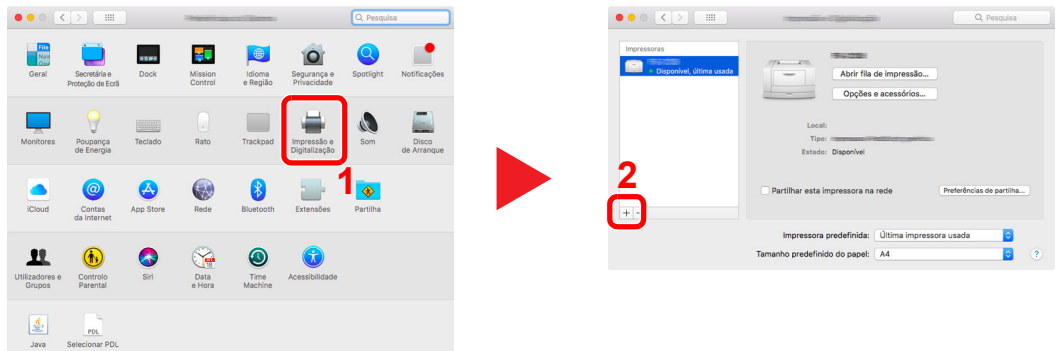 Pesquisa
Geral
Secretária e
Proteção de Ecrã
Dock
Mission
Control
Idioma
e Região
Segurança e
Privacidade
Spotlight
Notificações
Monitores
Poupança
de Energia
Teclado
Rato
Trackpad
Impressão e
Digitalização
Som
Disco
de Arranque
1
iCloud
Contas
da Internet
App Store
Rede
Bluetooth
Extensões
Partilha
Utilizadores e
Grupos
Controlo
Parental
Siri
Data
e Hora
Time
Machine
Acessibilidade
Java
PDL
Selecionar PDL
Pesquisa
Impressoras
Disponível, última usada
Abrir fila de impressão...
Opções e acessórios...
Local:
Tipo:
Estado: Disponível
2
Partilhar esta impressora na rede
Preferências de partilha...
+ -
Impressora predefinida: Última impressora usada
Tamanho predefinido do papel: A4
?